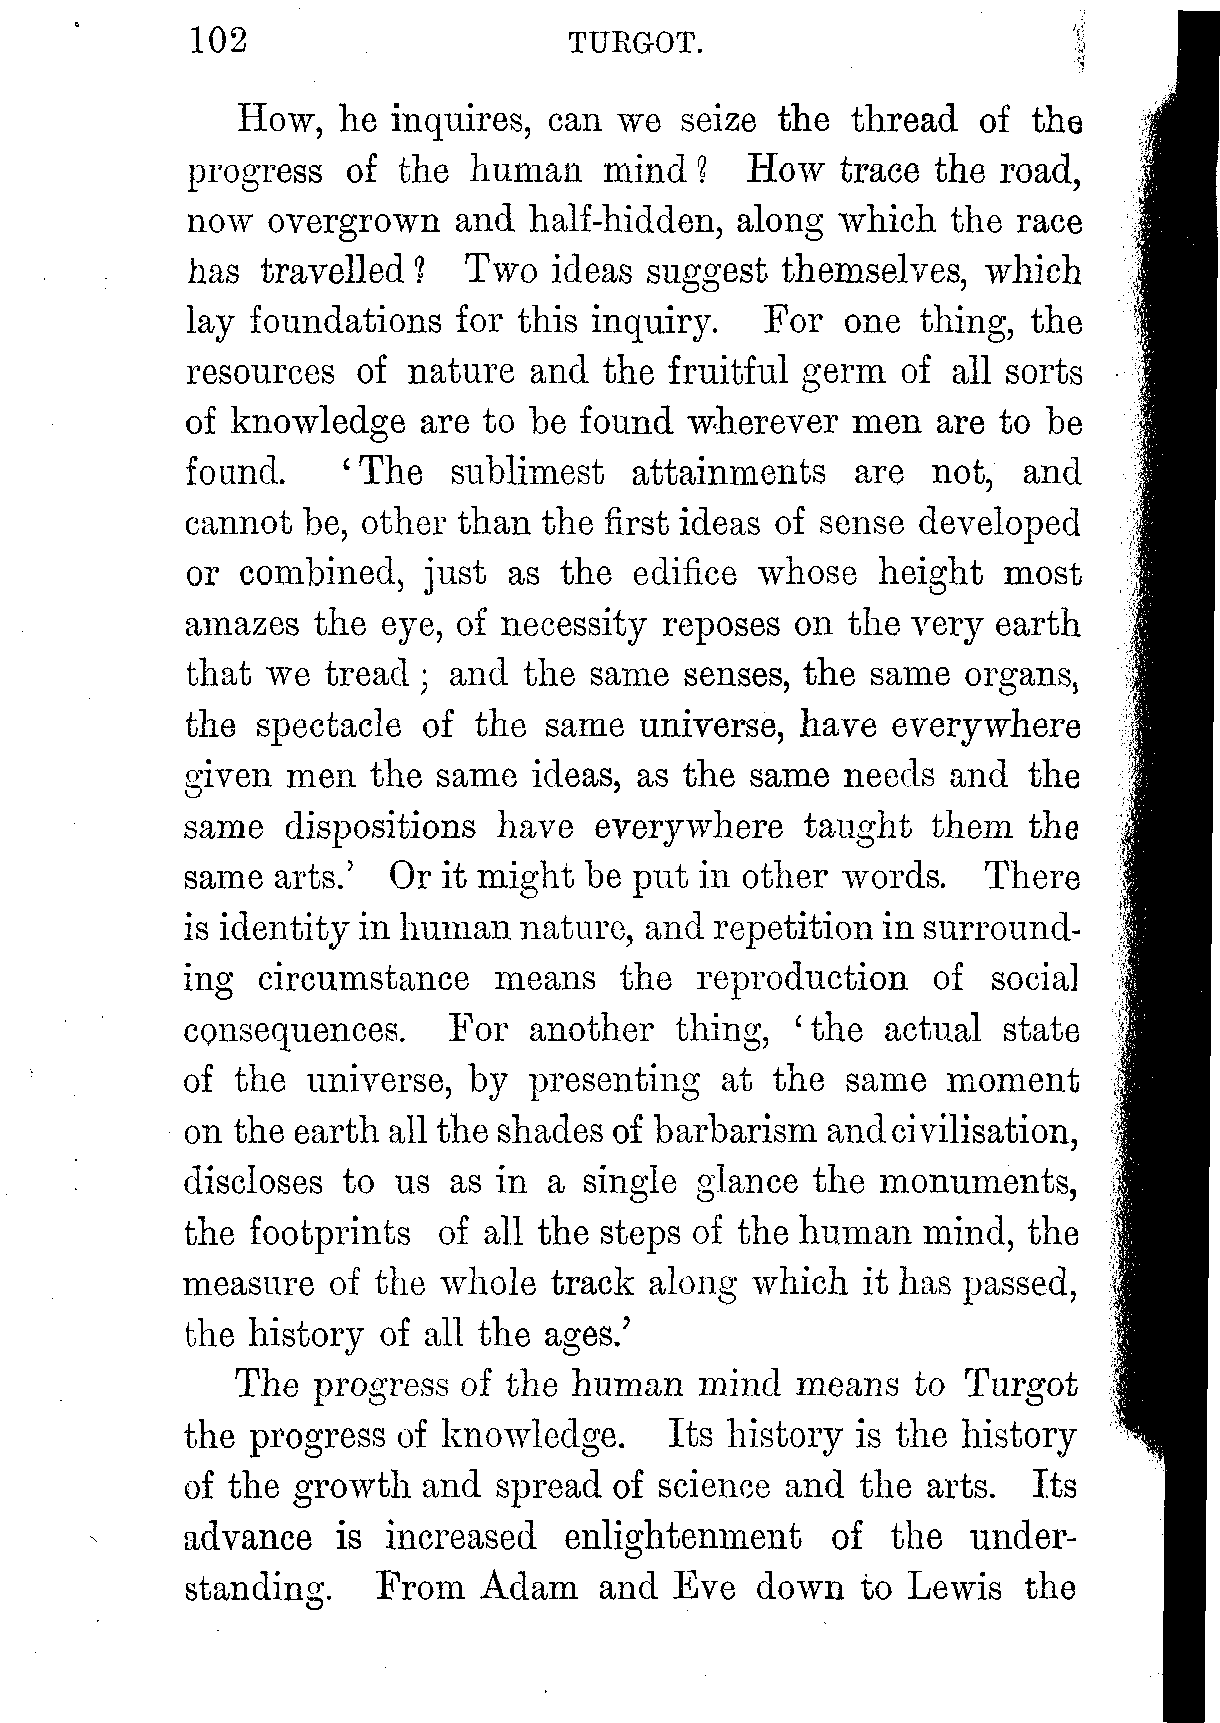 102 TURGOT.
How, he inquires, can we seize the thread of the
progress of the human mind? How trace the road,
now overgrown and half-hidden, along which the race
has travelled? Two ideas suggest themselves, which
lay foundations for this inquiry. For one thing, the
resources of nature and the fruitful germ of all sorts
of knowledge are to be found wherever men are to be
found. ‘The sublimest attainments are not, and
cannot be, other than the first ideas of sense developed
or combined, just as the edifice whose height most
amazes the eye, of necessity reposes on the very earth
that we tread; and the same senses, the same organs,
the spectacle of the same universe, have everywhere
given men the same ideas, as the same needs and the
same dispositions have everywhere taught them the
same arts.’ Or it might be put in other words. There
is identity in human nature, and repetition in surround-
ing circumstance means the reproduction of social
consequences. For another thing, ‘the actual state
of the universe, by presenting at the same moment
on the earth all the shades of barbarism and civilisation,
discloses to us as in a single glance the monuments,
the footprints of all the steps of the human mind, the
measure of the whole track along which it has passed,
the history of all the ages.’
The progress of the human mind means to Turgot
the progress of knowledge. Its history is the history
of the growth and spread of science and the arts. Its
advance is increased enlightenment of the under-
standing. From Adam and Eve down to Lewis the